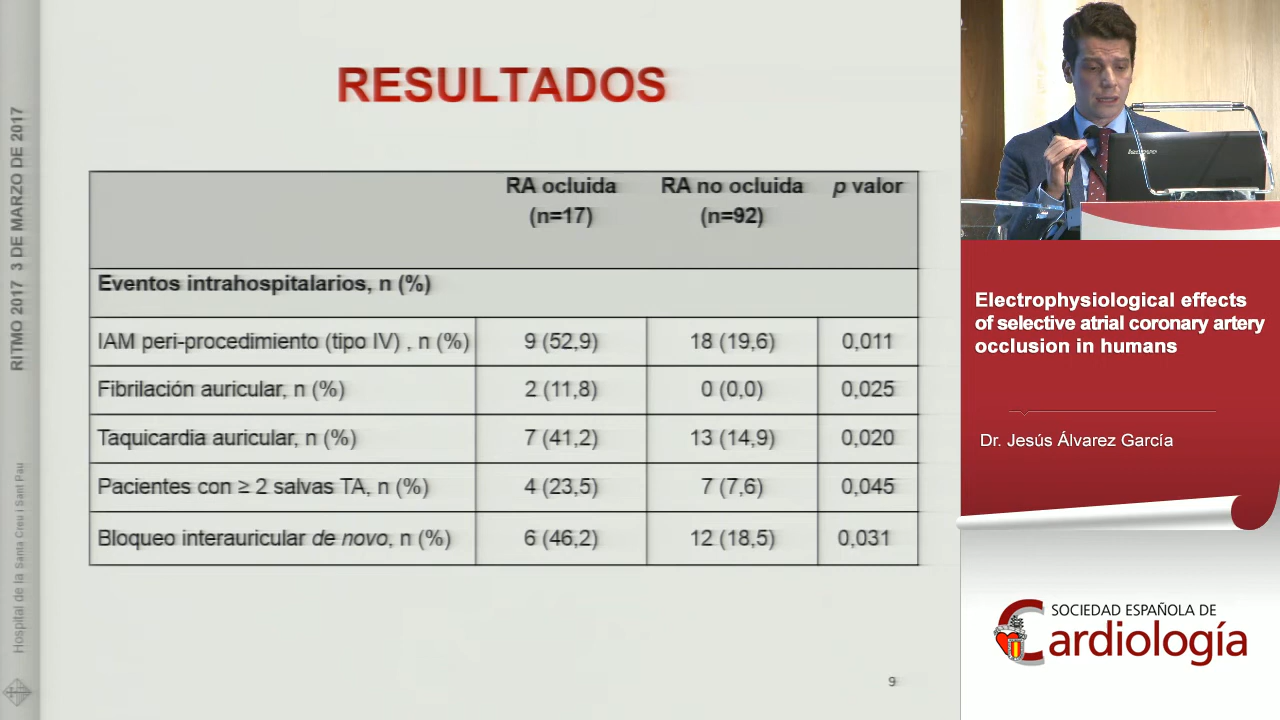 RESULTADOS
RA ocluida RA no ocluida p valor
(n=17) (n=92)
Eventos intrahospitalarios, n (%)
IAM peri-procedimiento (tipo IV) , n (%) 9 (52,9) 18 (19,6) 0,011
Fibrilación auricular, n (%) 2 (11,8) 0 (0,0) 0,025
Taquicardia auricular, n (%) 7 (41,2) 13 (14,9) 0,020
Pacientes con ≥ 2 salvas TA, n (%) 4 (23,5) 7 (7,6) 0,045
Bloqueo interauricular de novo, n (%) 6 (46,2) 12 (18,5) 0,031
9
RITMO 2017 3 DE MARZO DE 2017
Hospital de la Santa Creu i Sant Pau
lenovo
Electrophysiological effects
of selective atrial coronary artery
occlusion in humans
Dr. Jesús Álvarez García
SOCIEDAD ESPAÑOLA DE
Cardiología